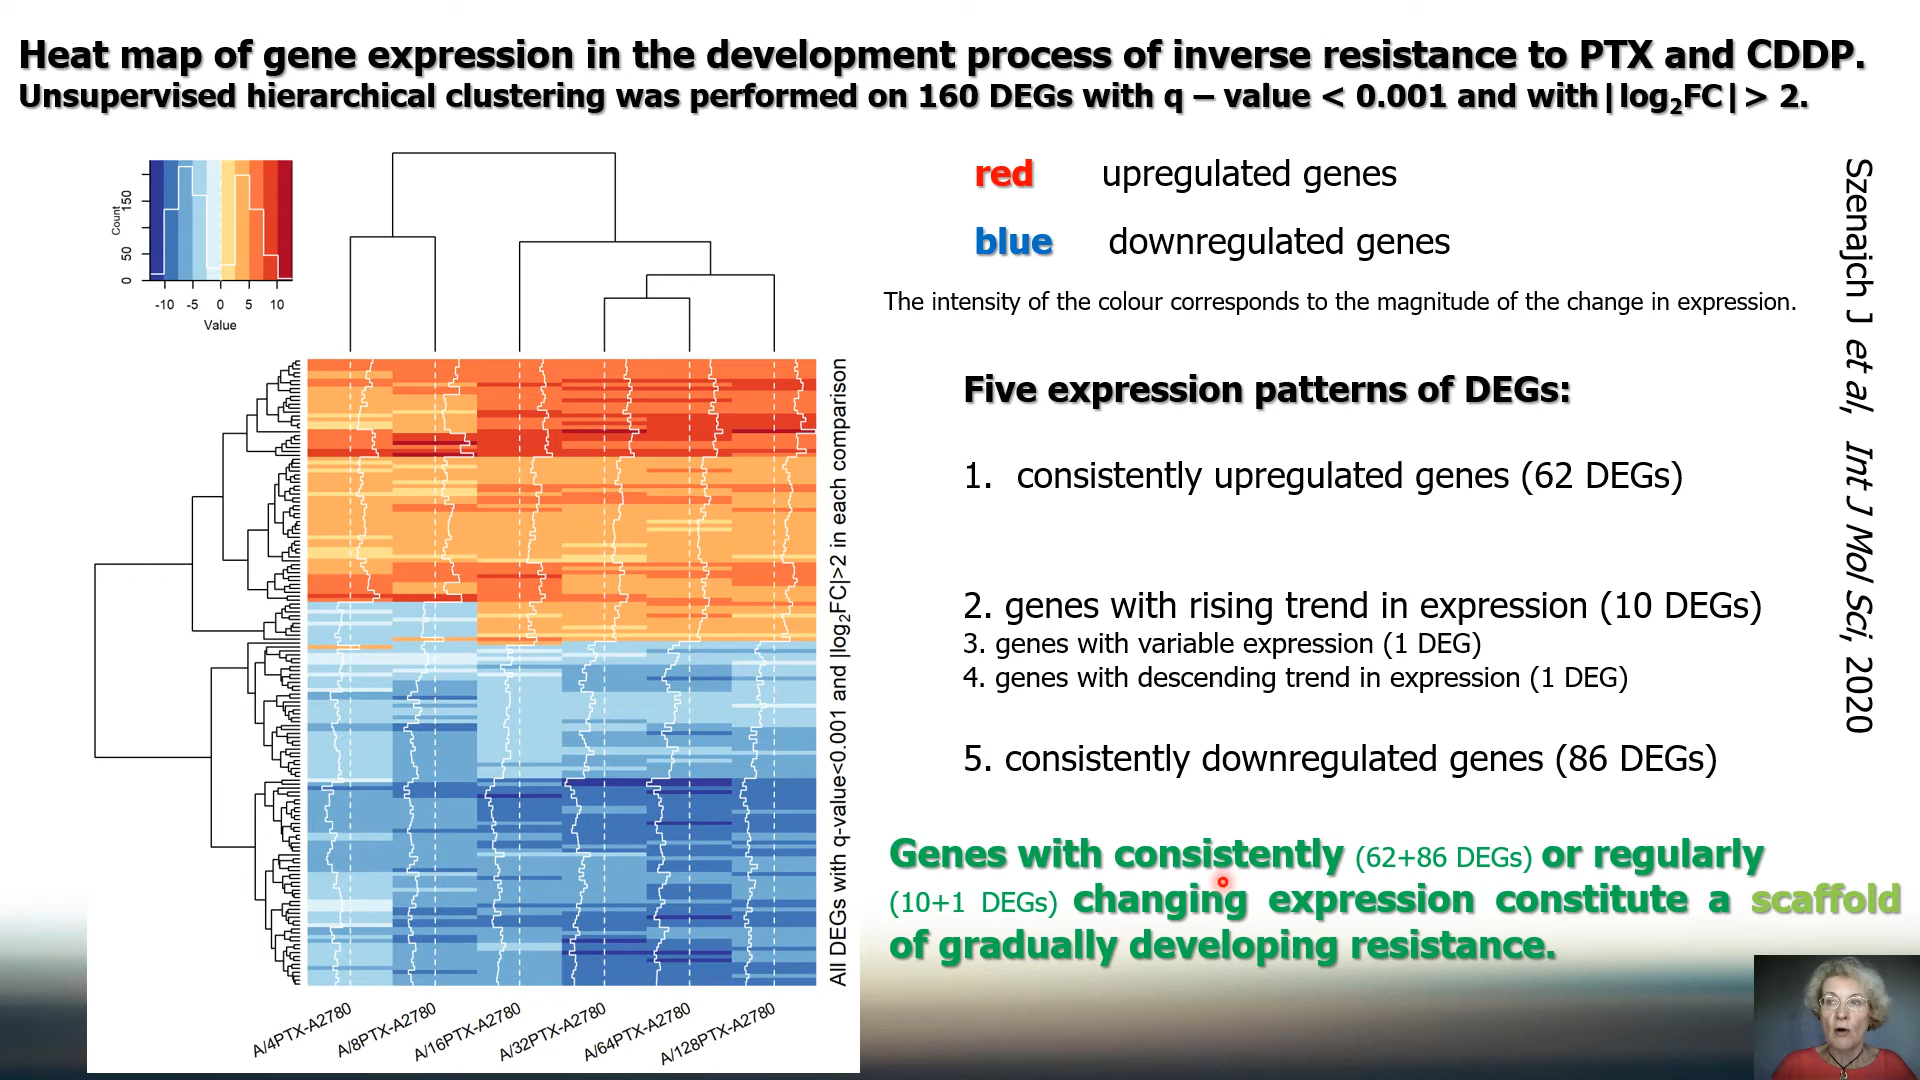 Heat map of gene expression in the development process of inverse resistance to PTX and CDDP.
Unsupervised hierarchical clustering was performed on 160 DEGs with q – value < 0.001 and with|log₂FC|> 2.
Count
0 50 150
-10 -5 0 5 10
Value
All DEGs with q-value<0.001 and |log₂FC|>2 in each comparison
A/4PTX-A2780
A/8PTX-A2780
A/16PTX-A2780
A/32PTX-A2780
A/64PTX-A2780
A/128PTX-A2780
red upregulated genes
blue downregulated genes
The intensity of the colour corresponds to the magnitude of the change in expression.
Five expression patterns of DEGs:
1. consistently upregulated genes (62 DEGs)
2. genes with rising trend in expression (10 DEGs)
3. genes with variable expression (1 DEG)
4. genes with descending trend in expression (1 DEG)
5. consistently downregulated genes (86 DEGs)
Genes with consistently (62+86 DEGs) or regularly
(10+1 DEGs) changing expression constitute a scaffold
of gradually developing resistance.
Szenajch J et al, Int J Mol Sci, 2020